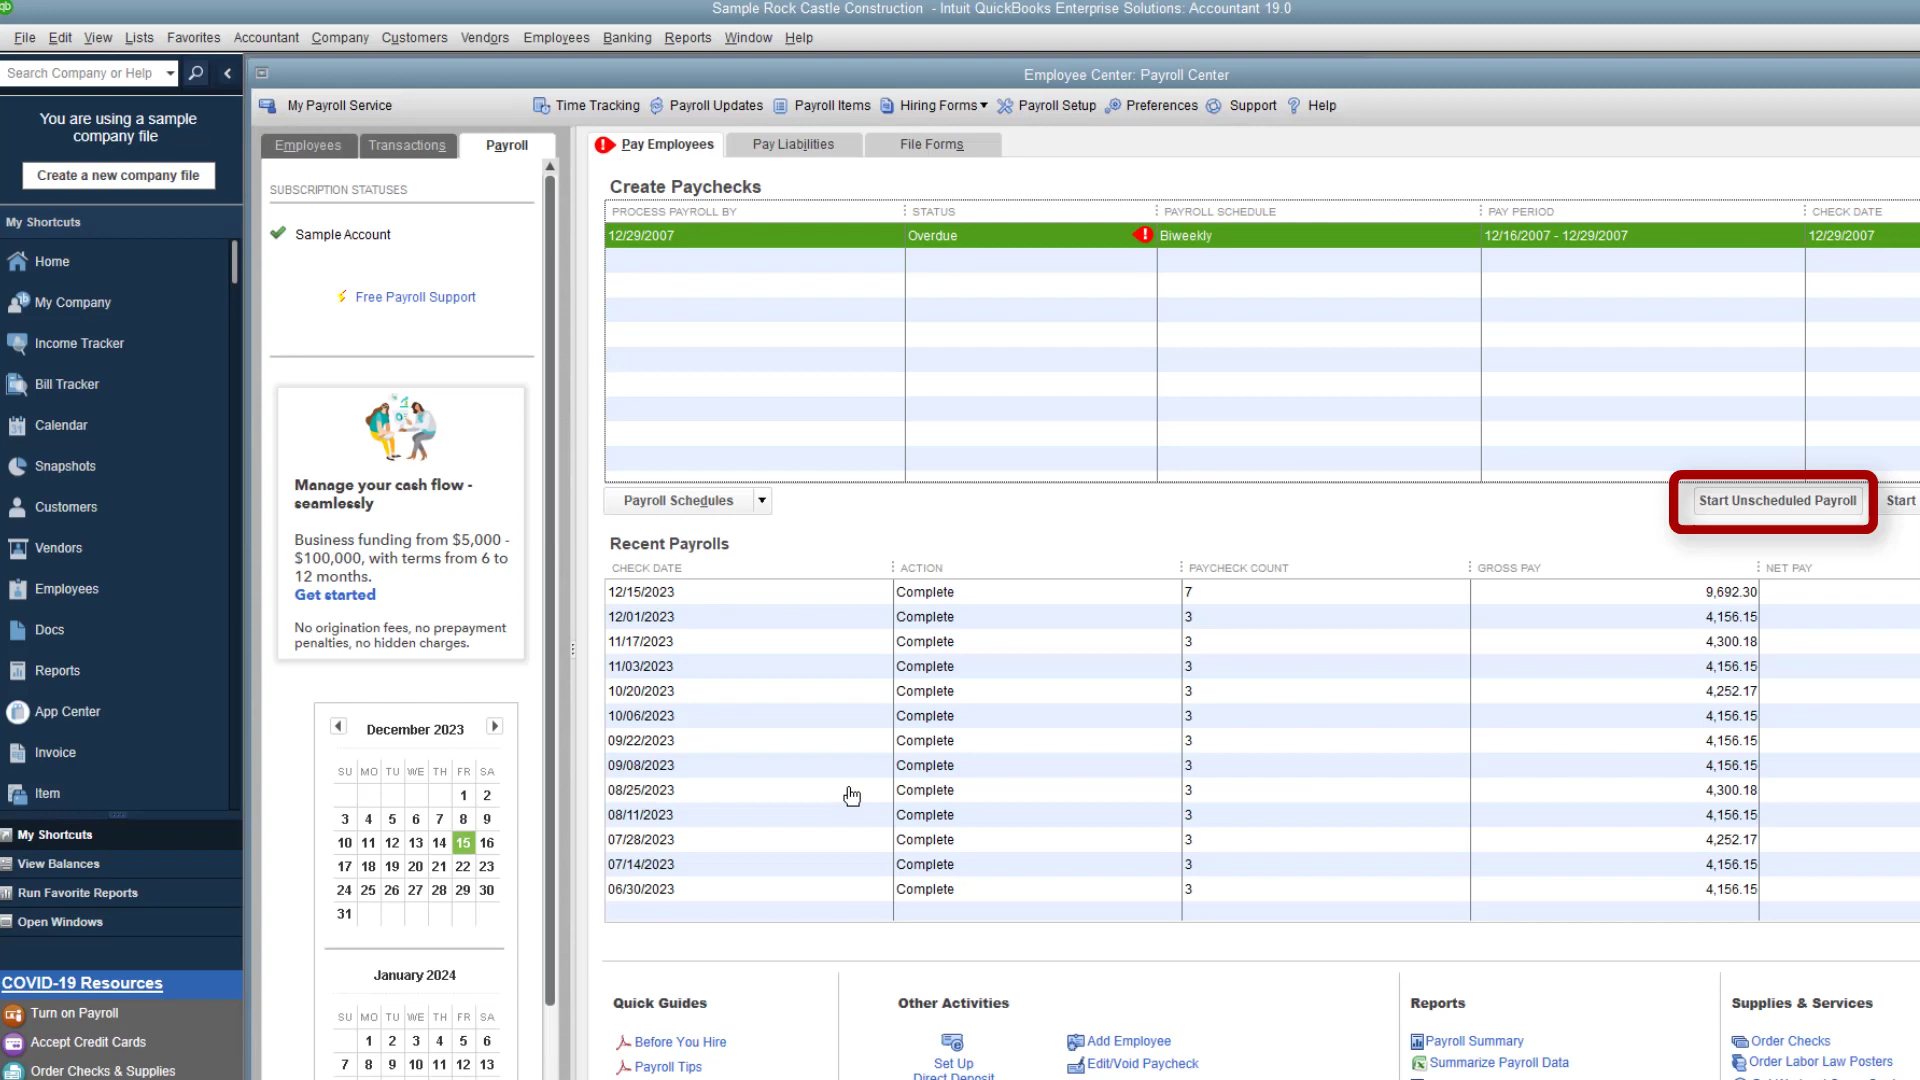 qb
Sample Rock Castle Construction - Intuit QuickBooks Enterprise Solutions: Accountant 19.0
File Edit View Lists Favorites Accountant Company Customers Vendors Employees Banking Reports Window Help
Search Company or Help
You are using a sample
company file
Create a new company file
My Shortcuts
Home
My Company
Income Tracker
Bill Tracker
Calendar
Snapshots
Customers
Vendors
Employees
Docs
Reports
App Center
Invoice
Item
My Shortcuts
View Balances
Run Favorite Reports
Open Windows
COVID-19 Resources
Turn on Payroll
Accept Credit Cards
Order Checks & Supplies
Employee Center: Payroll Center
My Payroll Service Time Tracking Payroll Updates Payroll Items Hiring Forms Payroll Setup Preferences Support Help
Employees Transactions Payroll
SUBSCRIPTION STATUSES
Sample Account
Free Payroll Support
Manage your cash flow -
seamlessly
Business funding from $5,000 -
$100,000, with terms from 6 to
12 months.
Get started
No origination fees, no prepayment
penalties, no hidden charges.
December 2023
SU MO TU WE TH FR SA
1 2
3 4 5 6 7 8 9
10 11 12 13 14 15 16
17 18 19 20 21 22 23
24 25 26 27 28 29 30
31
January 2024
SU MO TU WE TH FR SA
1 2 3 4 5 6
7 8 9 10 11 12 13
Pay Employees Pay Liabilities File Forms
Create Paychecks
PROCESS PAYROLL BY STATUS PAYROLL SCHEDULE PAY PERIOD CHECK DATE
12/29/2007 Overdue Biweekly 12/16/2007 - 12/29/2007 12/29/2007
Payroll Schedules Start Unscheduled Payroll Start
Recent Payrolls
CHECK DATE ACTION PAYCHECK COUNT GROSS PAY NET PAY
12/15/2023 Complete 7 9,692.30
12/01/2023 Complete 3 4,156.15
11/17/2023 Complete 3 4,300.18
11/03/2023 Complete 3 4,156.15
10/20/2023 Complete 3 4,252.17
10/06/2023 Complete 3 4,156.15
09/22/2023 Complete 3 4,156.15
09/08/2023 Complete 3 4,156.15
08/25/2023 Complete 3 4,300.18
08/11/2023 Complete 3 4,156.15
07/28/2023 Complete 3 4,252.17
07/14/2023 Complete 3 4,156.15
06/30/2023 Complete 3 4,156.15
Quick Guides
Before You Hire
Payroll Tips
Other Activities
Set Up
Direct Deposit
Add Employee
Edit/Void Paycheck
Reports
Payroll Summary
Summarize Payroll Data
Supplies & Services
Order Checks
Order Labor Law Posters